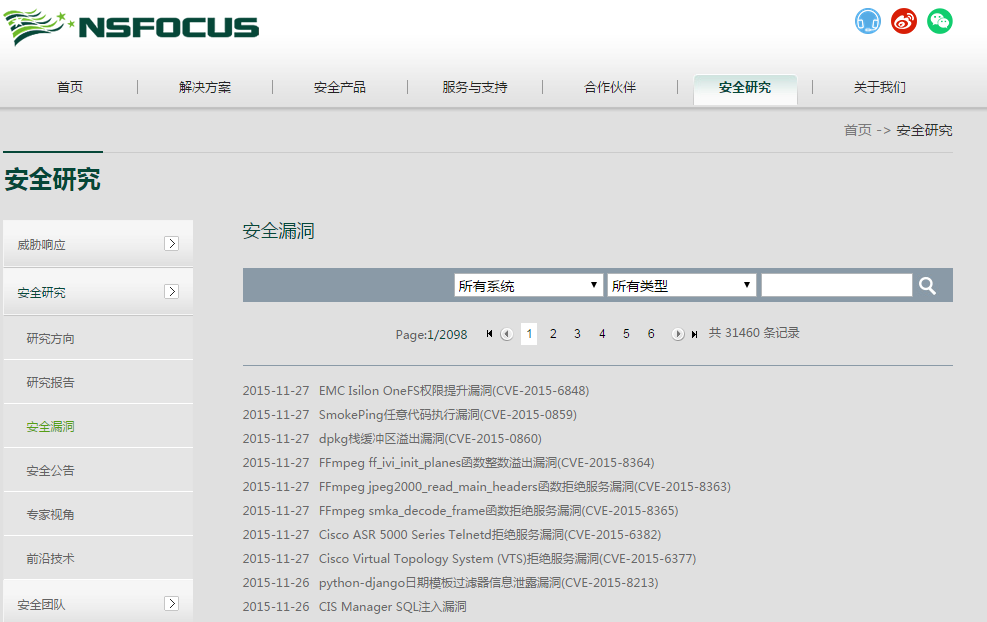 NSFOCUS
首页 解决方案 安全产品 服务与支持 合作伙伴 安全研究 关于我们
首页 -> 安全研究
安全研究
威胁响应
安全研究
研究方向
研究报告
安全漏洞
安全公告
专家视角
前沿技术
安全团队
安全漏洞
所有系统 所有类型
Page:1/2098 1 2 3 4 5 6 共 31460 条记录
2015-11-27 EMC Isilon OneFS权限提升漏洞(CVE-2015-6848)
2015-11-27 SmokePing任意代码执行漏洞(CVE-2015-0859)
2015-11-27 dpkg栈缓冲区溢出漏洞(CVE-2015-0860)
2015-11-27 FFmpeg ff_ivi_init_planes函数整数溢出漏洞(CVE-2015-8364)
2015-11-27 FFmpeg jpeg2000_read_main_headers函数拒绝服务漏洞(CVE-2015-8363)
2015-11-27 FFmpeg smka_decode_frame函数拒绝服务漏洞(CVE-2015-8365)
2015-11-27 Cisco ASR 5000 Series Telnetd拒绝服务漏洞(CVE-2015-6382)
2015-11-27 Cisco Virtual Topology System (VTS)拒绝服务漏洞(CVE-2015-6377)
2015-11-26 python-django日期模板过滤器信息泄露漏洞(CVE-2015-8213)
2015-11-26 CIS Manager SQL注入漏洞